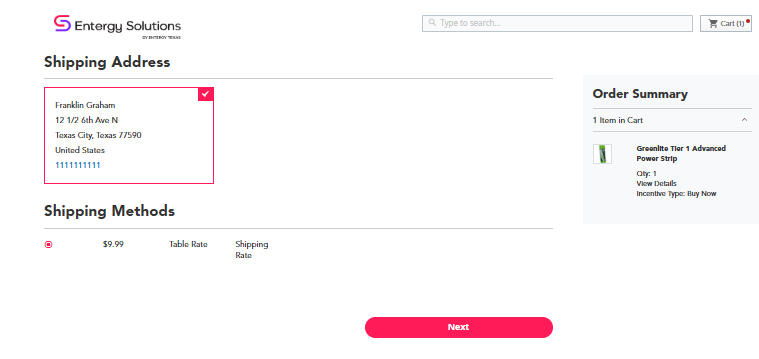 Entergy Solutions
BY ENTERGY TEXAS
Type to search...
Cart (1)
Shipping Address
Franklin Graham
12 1/2 6th Ave N
Texas City, Texas 77590
United States
1111111111
Shipping Methods
$9.99 Table Rate Shipping
Rate
Next
Order Summary
1 Item in Cart
Greenlite Tier 1 Advanced
Power Strip
Qty: 1
View Details
Incentive Type: Buy Now